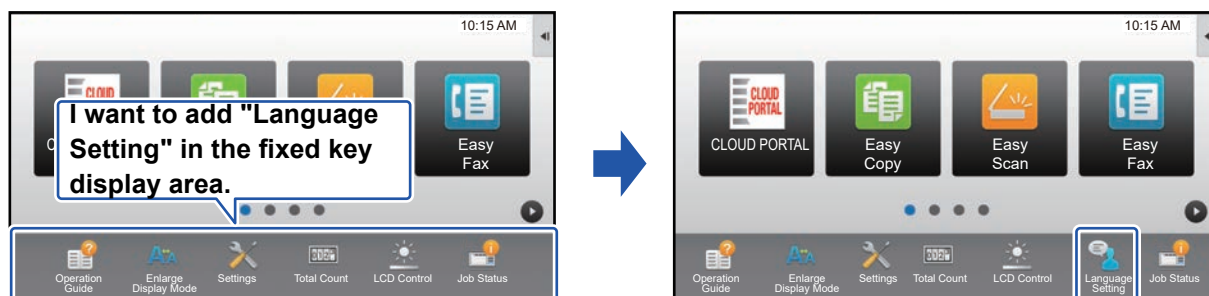 10:15 AM
CLOUD
I want to add "Language
Setting" in the fixed key
display area.
C
Easy
Fax
Operation
Guide
Enlarge
Display Mode
Settings
Total Count
LCD Control
Job Status
10:15 AM
CLOUD
PORTAL
CLOUD PORTAL
Easy
Copy
Easy
Scan
Easy
Fax
Operation
Guide
Enlarge
Display Mode
Settings
Total Count
LCD Control
Language
Setting
Job Status